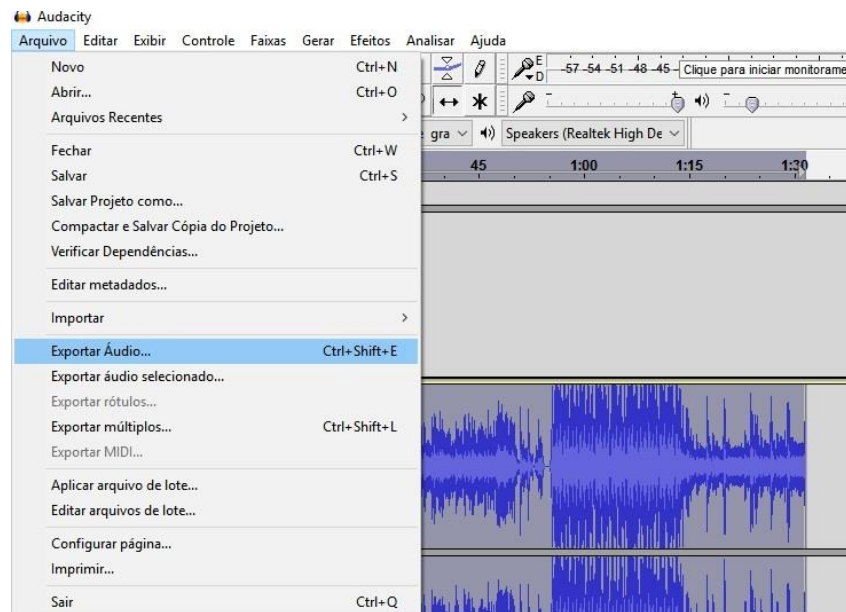 Audacity
Arquivo Editar Exibir Controle Faixas Gerar Efeitos Analisar Ajuda
Novo Ctrl+N
Abrir... Ctrl+O
Arquivos Recentes
Fechar Ctrl+W
Salvar Ctrl+S
Salvar Projeto como...
Compactar e Salvar Cópia do Projeto...
Verificar Dependências...
Editar metadados...
Importar
Exportar Áudio... Ctrl+Shift+E
Exportar áudio selecionado...
Exportar rótulos...
Exportar múltiplos... Ctrl+Shift+L
Exportar MIDI...
Aplicar arquivo de lote...
Editar arquivos de lote...
Configurar página...
Imprimir...
Sair Ctrl+Q
E
D
-57 -54 -51 -48 -45 Clique para iniciar monitorame
gra Speakers (Realtek High De
45 1:00 1:15 1:30